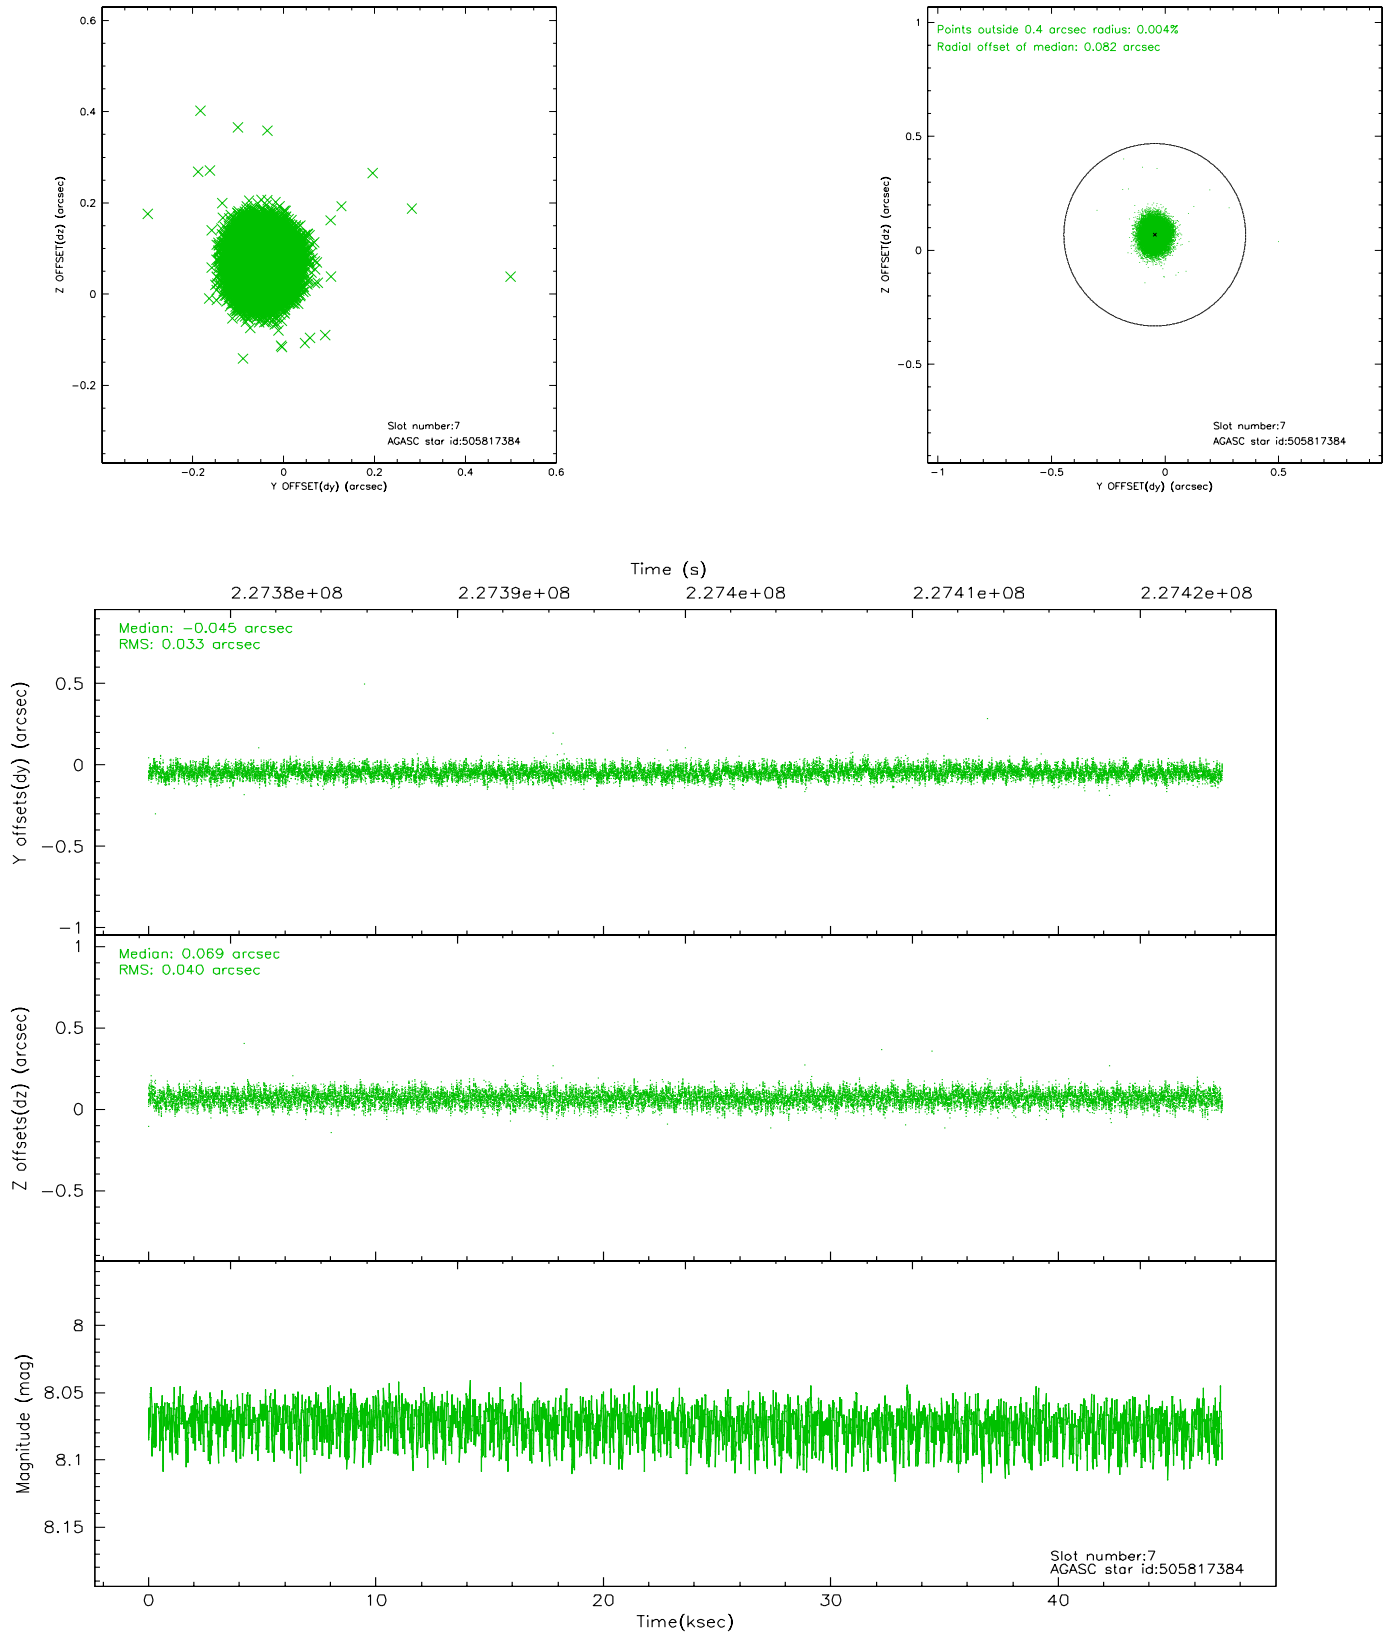 0.6
0.4
0.2
0
−0.2
Z OFFSET(dz) (arcsec)
Slot number:7
AGASC star id:505817384
−0.2 0 0.2 0.4 0.6
Y OFFSET(dy) (arcsec)
Points outside 0.4 arcsec radius: 0.004%
Radial offset of median: 0.082 arcsec
1
0.5
0
−0.5
Z OFFSET(dz) (arcsec)
Slot number:7
AGASC star id:505817384
−1 −0.5 0 0.5
Y OFFSET(dy) (arcsec)
Time (s)
2.2738e+08 2.2739e+08 2.274e+08 2.2741e+08 2.2742e+08
Median: −0.045 arcsec
RMS: 0.033 arcsec
0.5
0
−0.5
−1
Y offsets(dy) (arcsec)
Median: 0.069 arcsec
RMS: 0.040 arcsec
1
0.5
0
−0.5
Z offsets(dz) (arcsec)
8
8.05
8.1
8.15
Magnitude (mag)
Slot number:7
AGASC star id:505817384
0 10 20 30 40
Time(ksec)